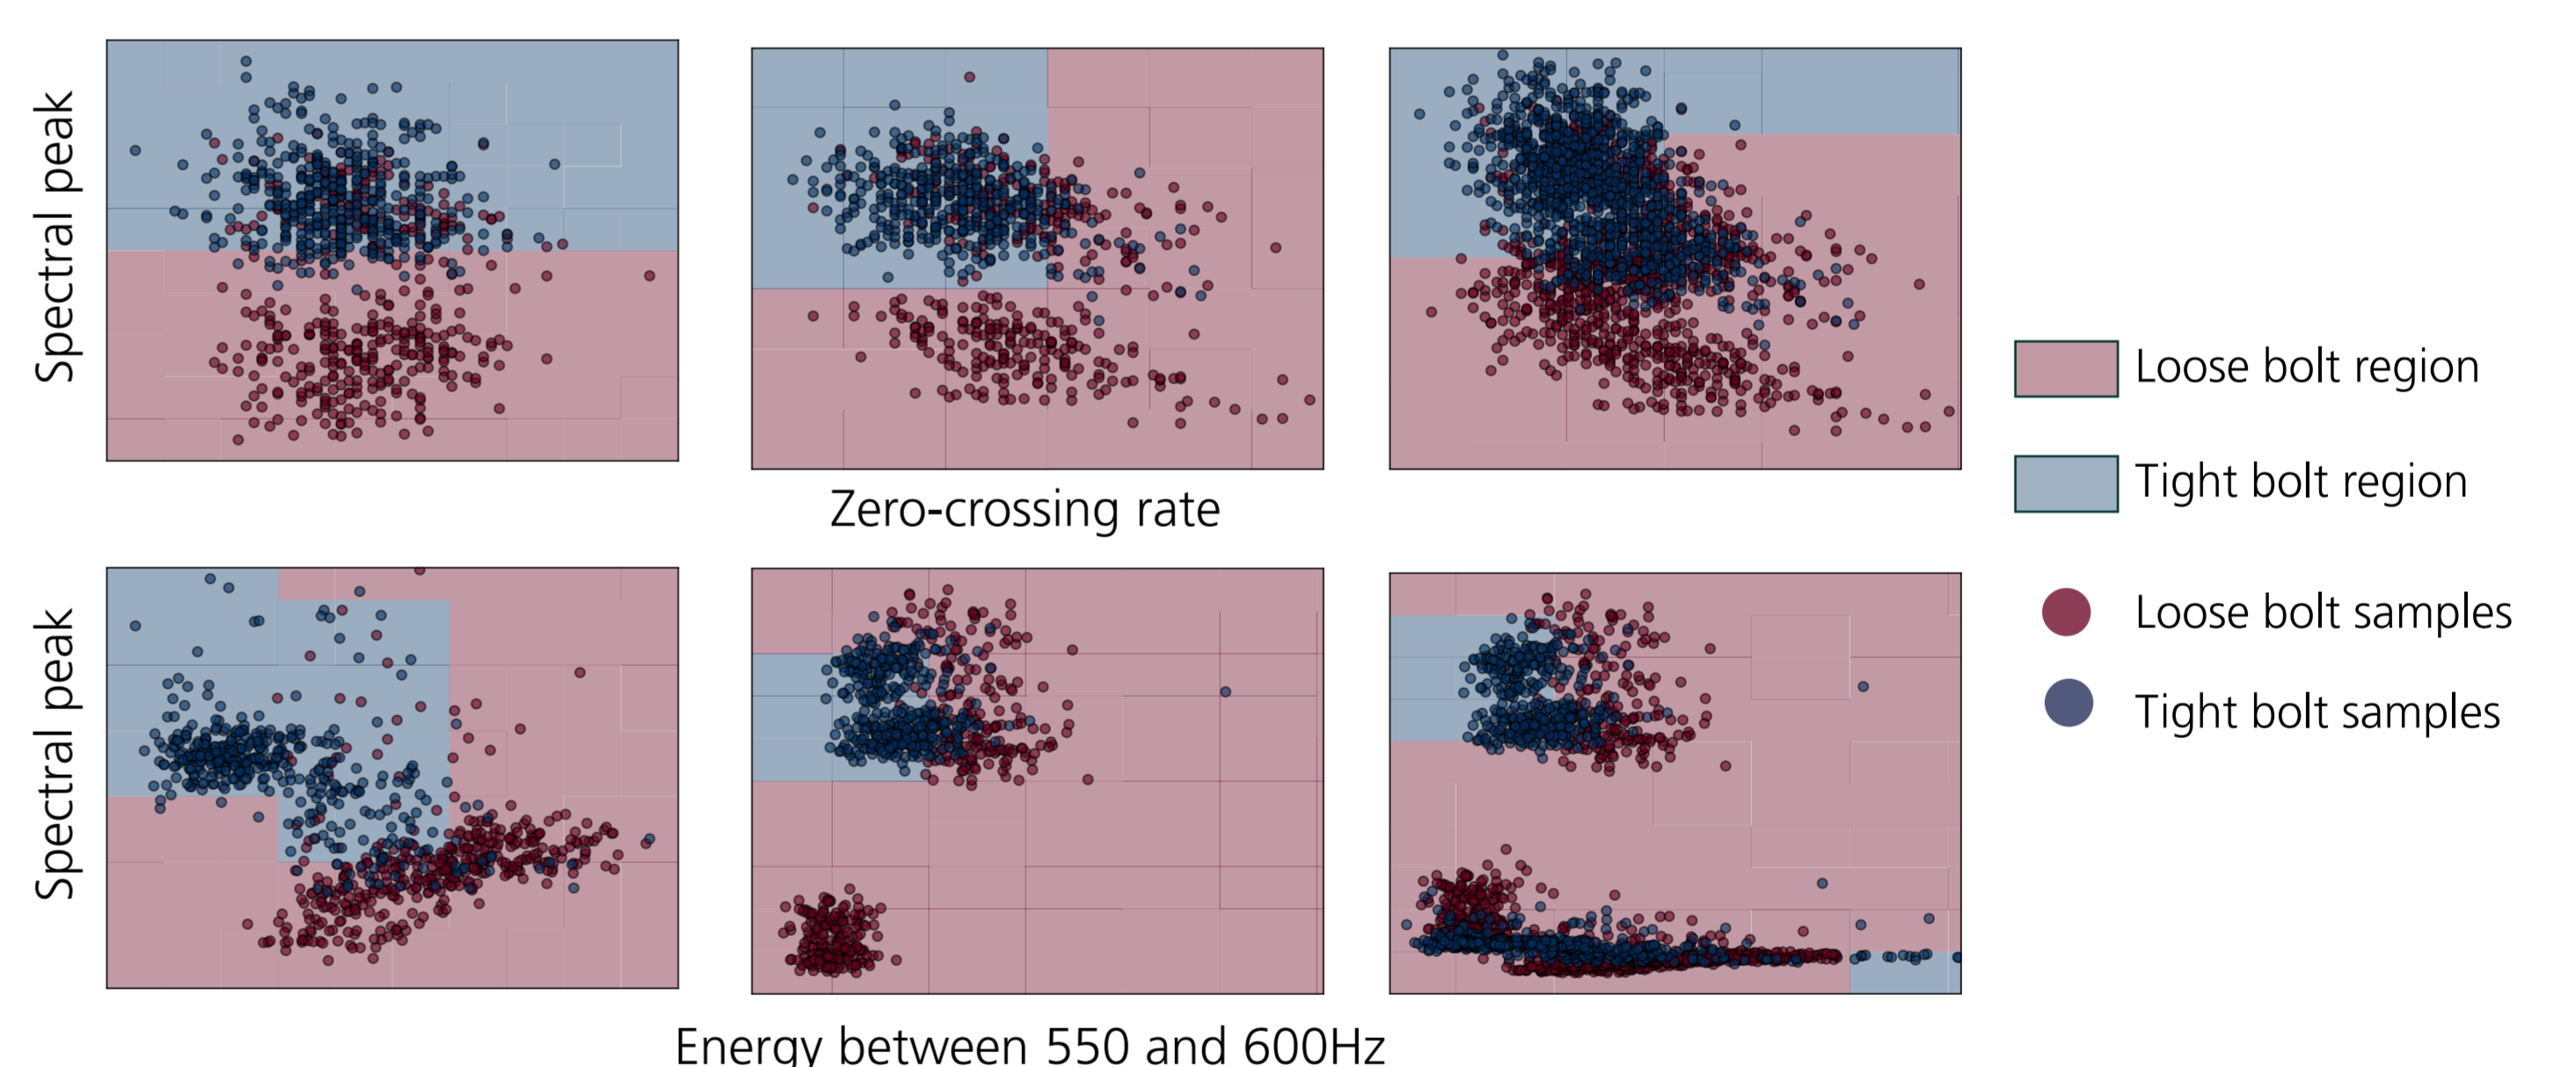 Spectral peak
Zero-crossing rate
Spectral peak
Energy between 550 and 600Hz
Loose bolt region
Tight bolt region
Loose bolt samples
Tight bolt samples